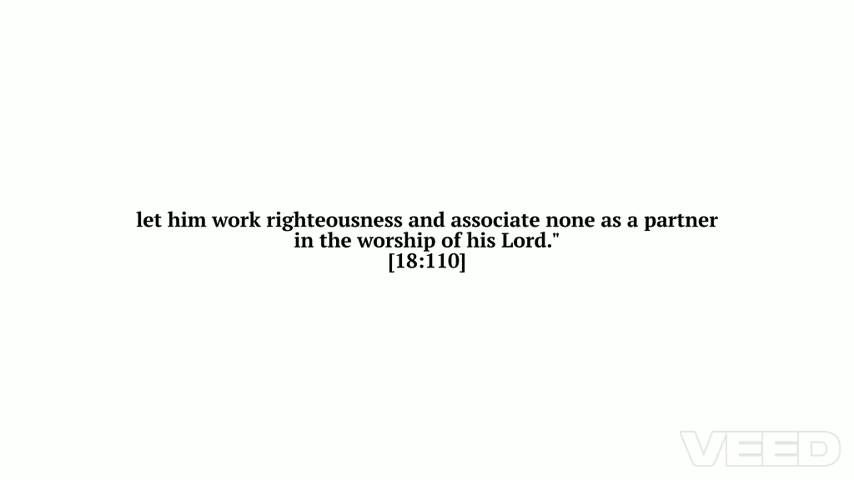 let him work righteousness and associate none as a partner
in the worship of his Lord."
[18:110]
VEED